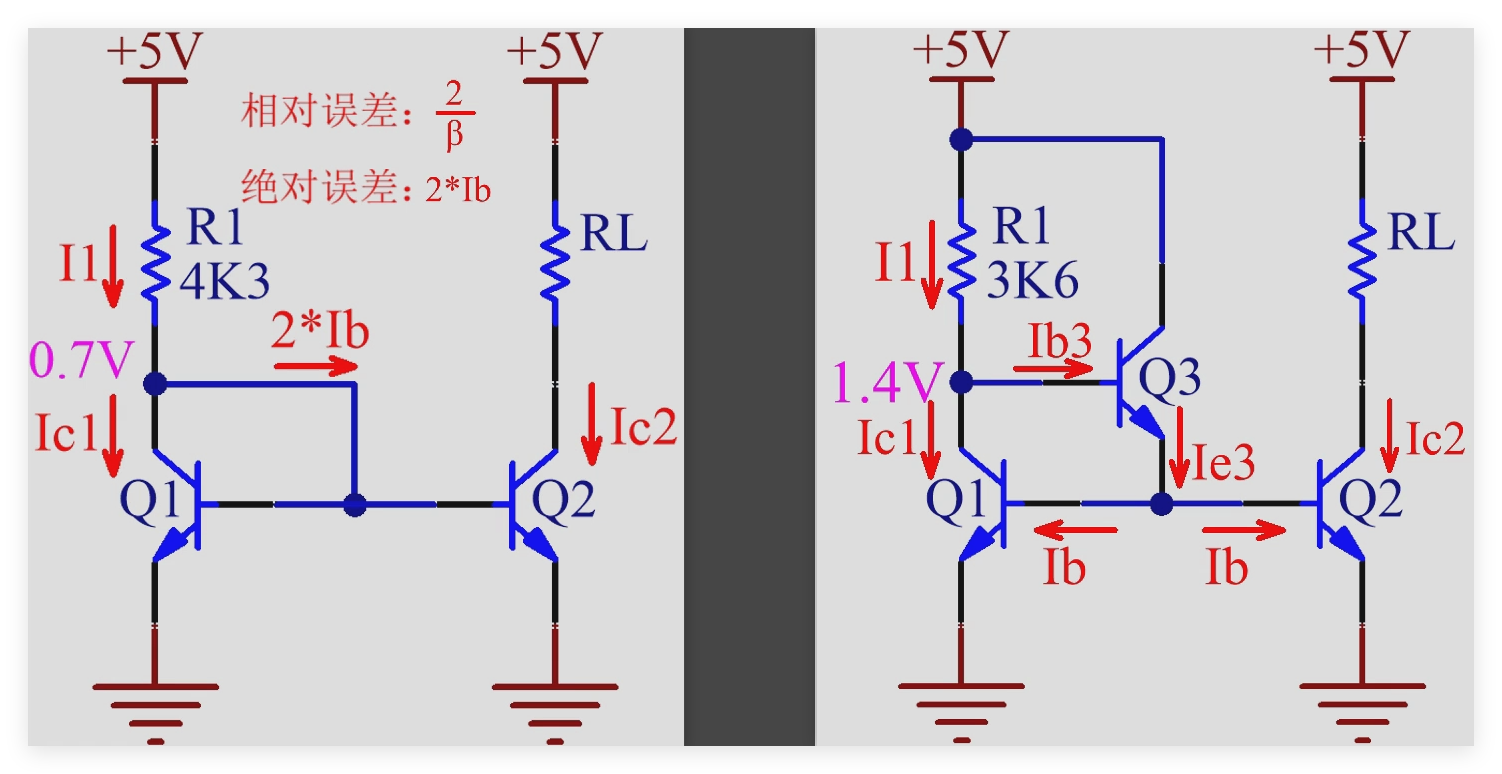 +5V
+5V
相对误差: 2/β
绝对误差: 2*Ib
I1
R1
4K3
RL
2*Ib
0.7V
Ic1
Ic2
Q1
Q2
+5V
+5V
I1
R1
3K6
RL
Ib3
Q3
1.4V
Ic1
Ic2
Ie3
Q1
Q2
Ib
Ib